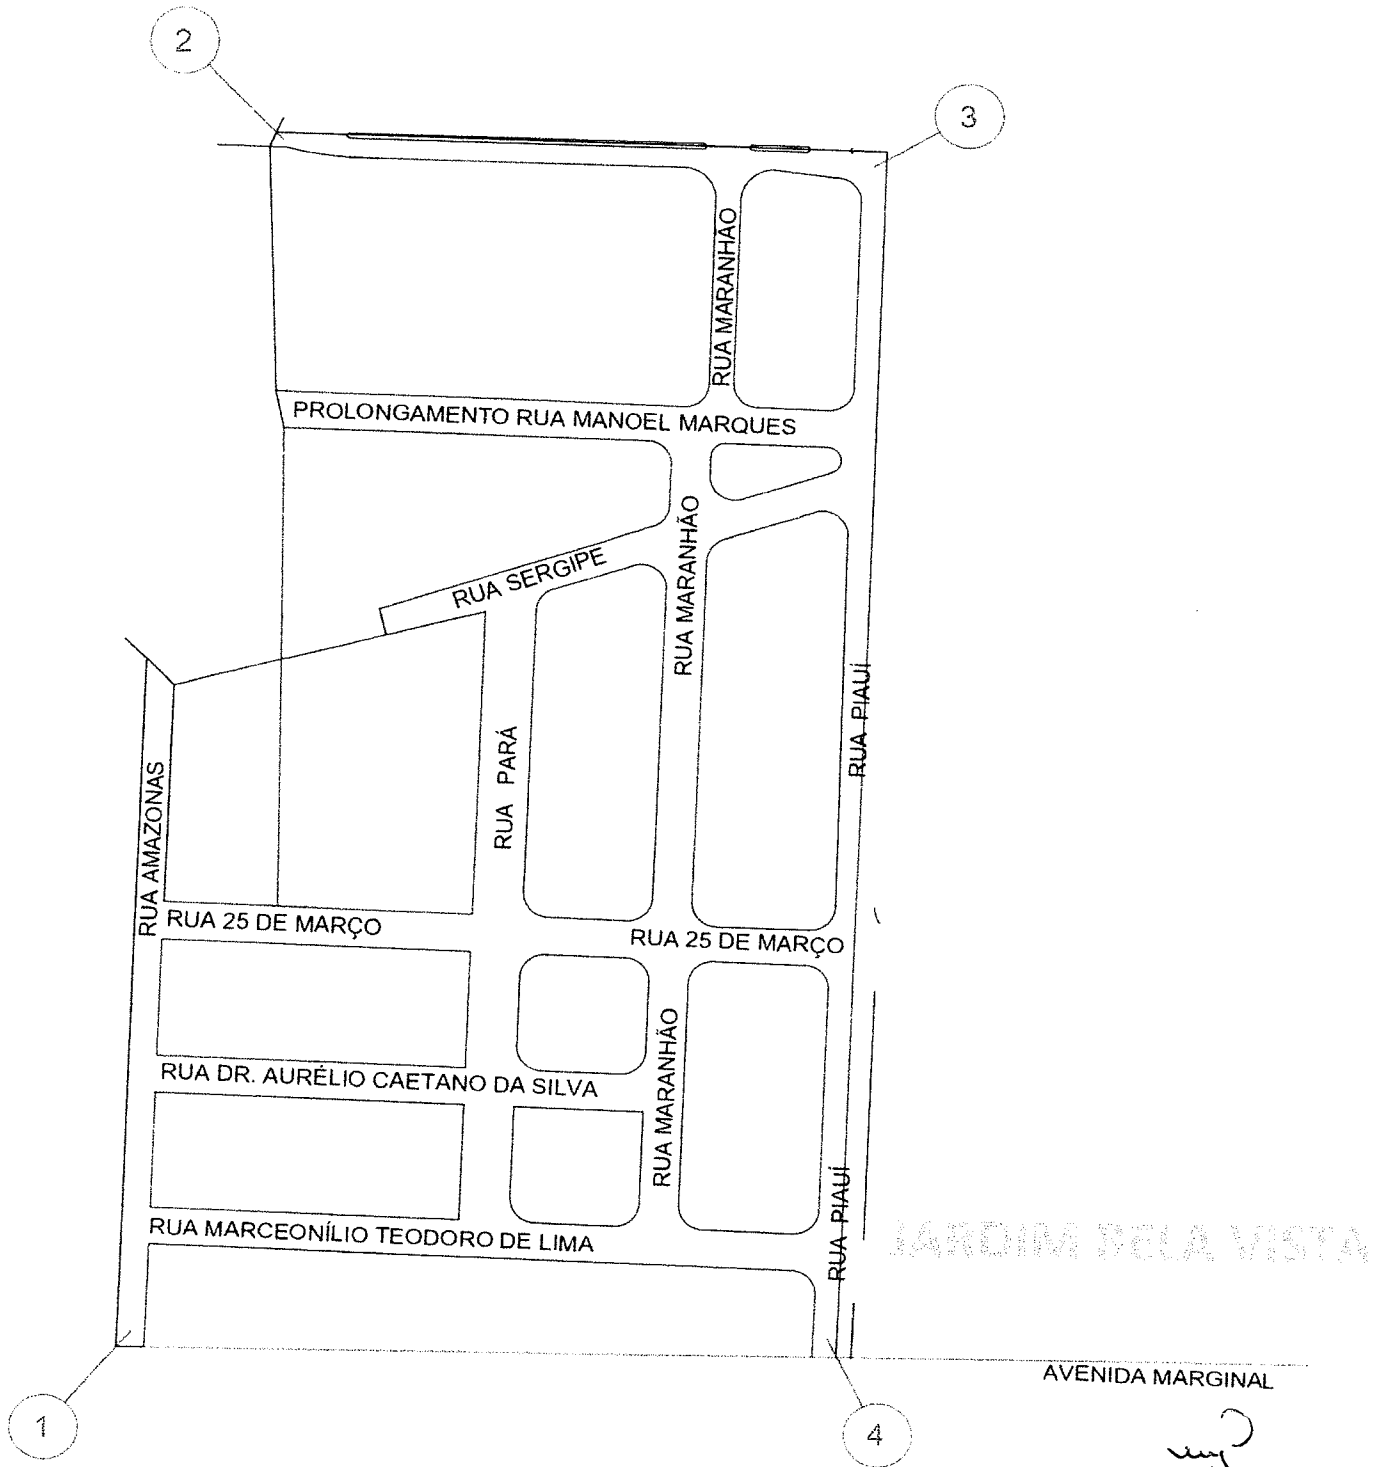 2
3
RUA MARANHAO
PROLONGAMENTO RUA MANOEL MARQUES
RUA SERGIPE
RUA MARANHÃO
RUA PIAUÍ
RUA PARÁ
RUA AMAZONAS
RUA 25 DE MARÇO
RUA 25 DE MARÇO
RUA DR. AURÉLIO CAETANO DA SILVA
RUA MARANHÃO
RUA MARCEONÍLIO TEODORO DE LIMA
RUA PIAUÍ
JARDIM BELA VISTA
AVENIDA MARGINAL
1
4